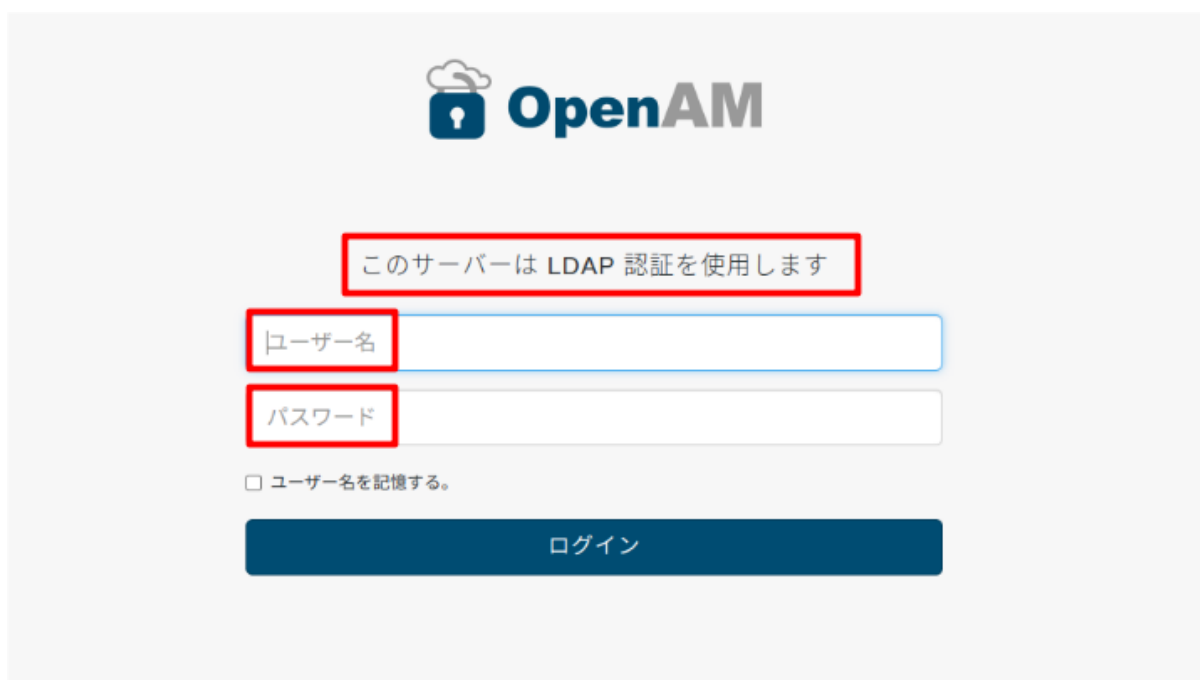 OpenAM
このサーバーは LDAP 認証を使用します
ユーザー名
パスワード
ユーザー名を記憶する。
ログイン